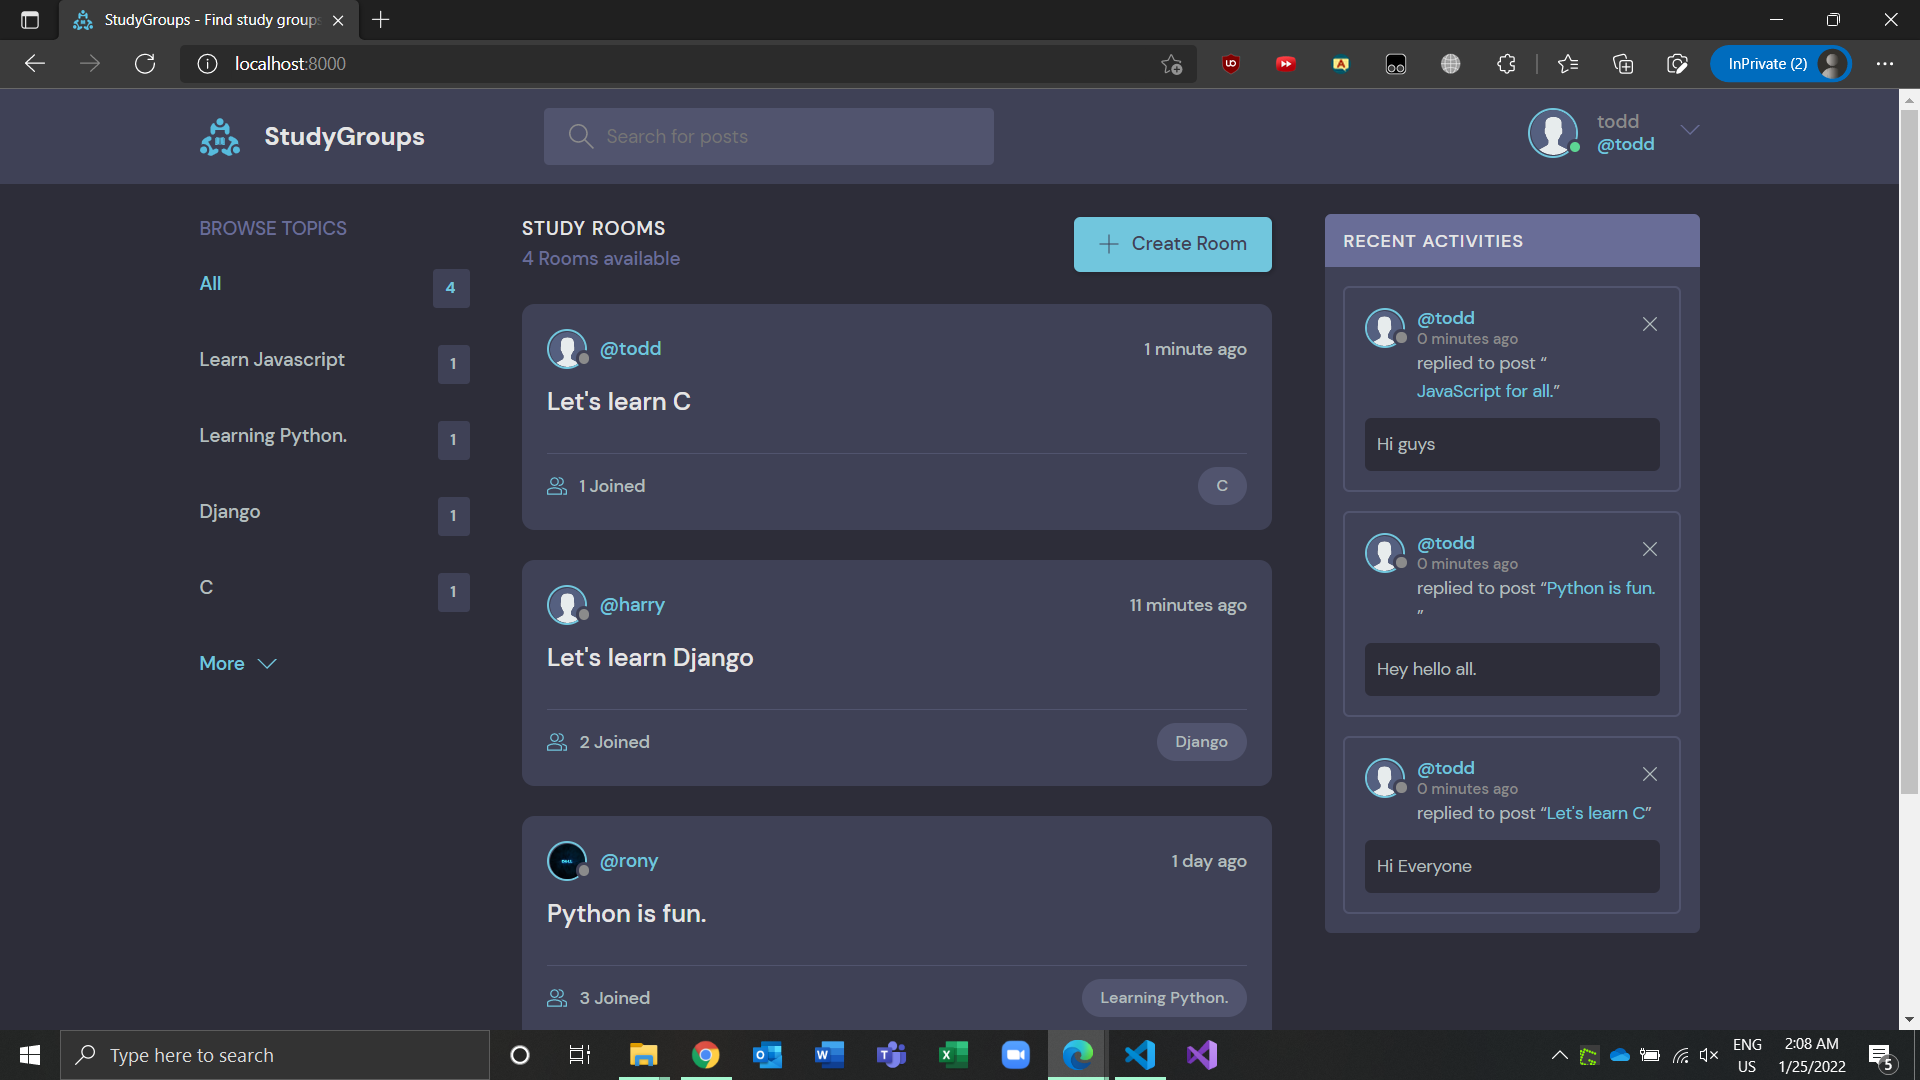 StudyGroups - Find study groups
localhost:8000
InPrivate (2)
StudyGroups
Search for posts
todd
@todd
BROWSE TOPICS
All
4
Learn Javascript
1
Learning Python.
1
Django
1
C
1
More
STUDY ROOMS
4 Rooms available
Create Room
@todd
1 minute ago
Let's learn C
1 Joined
C
@harry
11 minutes ago
Let's learn Django
2 Joined
Django
@rony
1 day ago
Python is fun.
3 Joined
Learning Python.
RECENT ACTIVITIES
@todd
0 minutes ago
replied to post “
JavaScript for all.”
Hi guys
@todd
0 minutes ago
replied to post “Python is fun.
”
Hey hello all.
@todd
0 minutes ago
replied to post “Let's learn C”
Hi Everyone
Type here to search
ENG
US
2:08 AM
1/25/2022
5